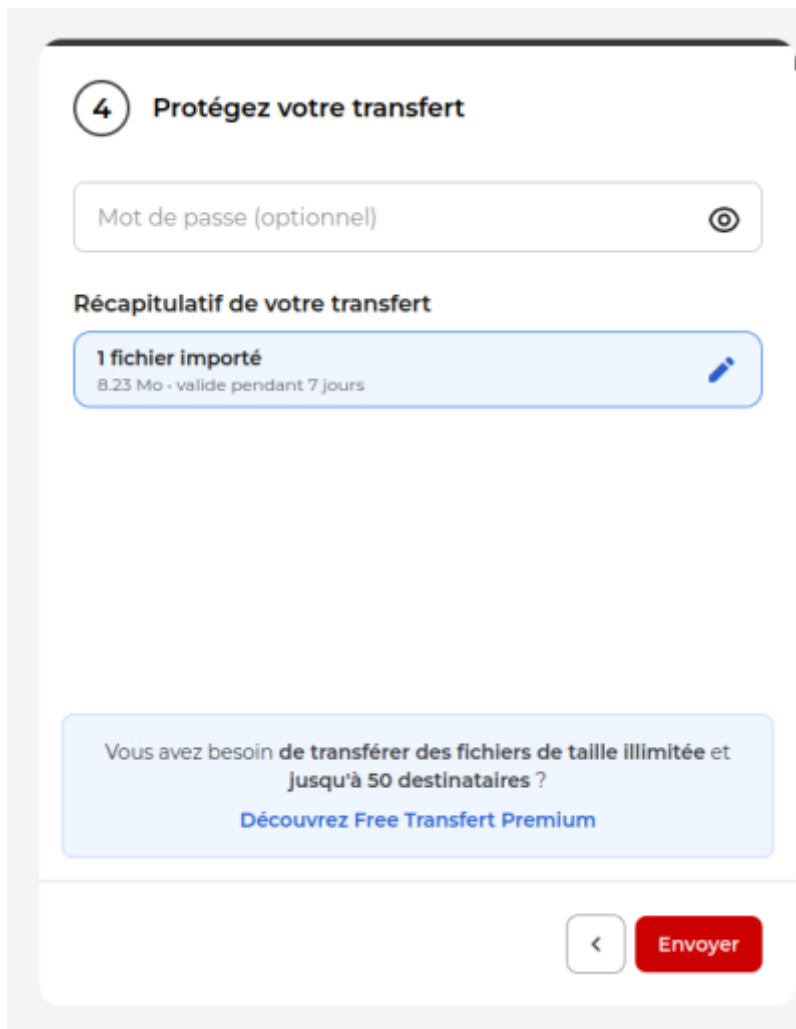 4 Protégez votre transfert
Mot de passe (optionnel)
Récapitulatif de votre transfert
1 fichier importé
8.23 Mo • valide pendant 7 jours
Vous avez besoin de transférer des fichiers de taille illimitée et
jusqu'à 50 destinataires ?
Découvrez Free Transfert Premium
Envoyer